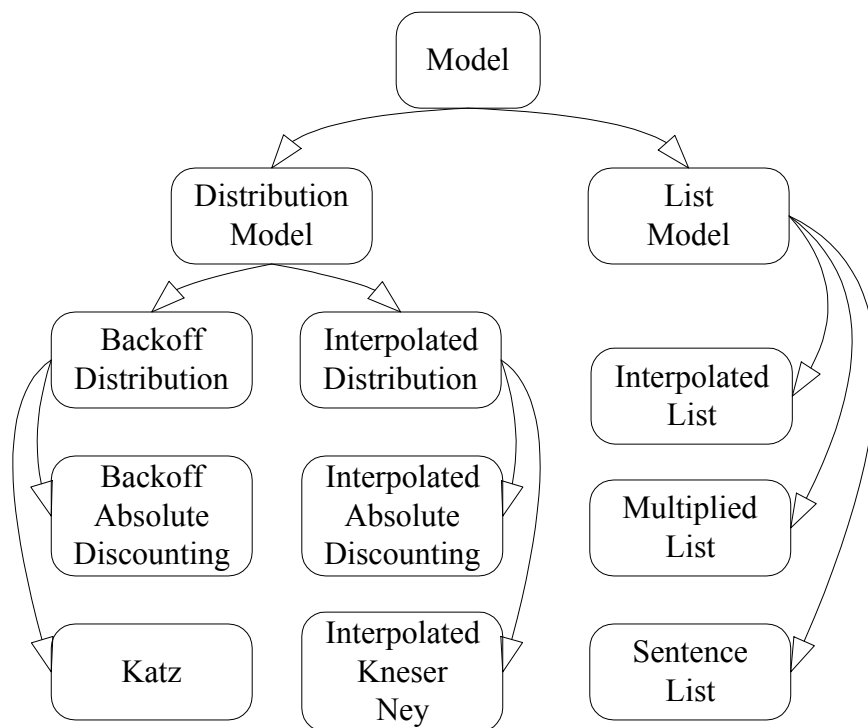 Model
Distribution
Model
List
Model
Backoff
Distribution
Interpolated
Distribution
Interpolated
List
Backoff
Absolute
Discounting
Interpolated
Absolute
Discounting
Multiplied
List
Katz
Interpolated
Kneser
Ney
Sentence
List